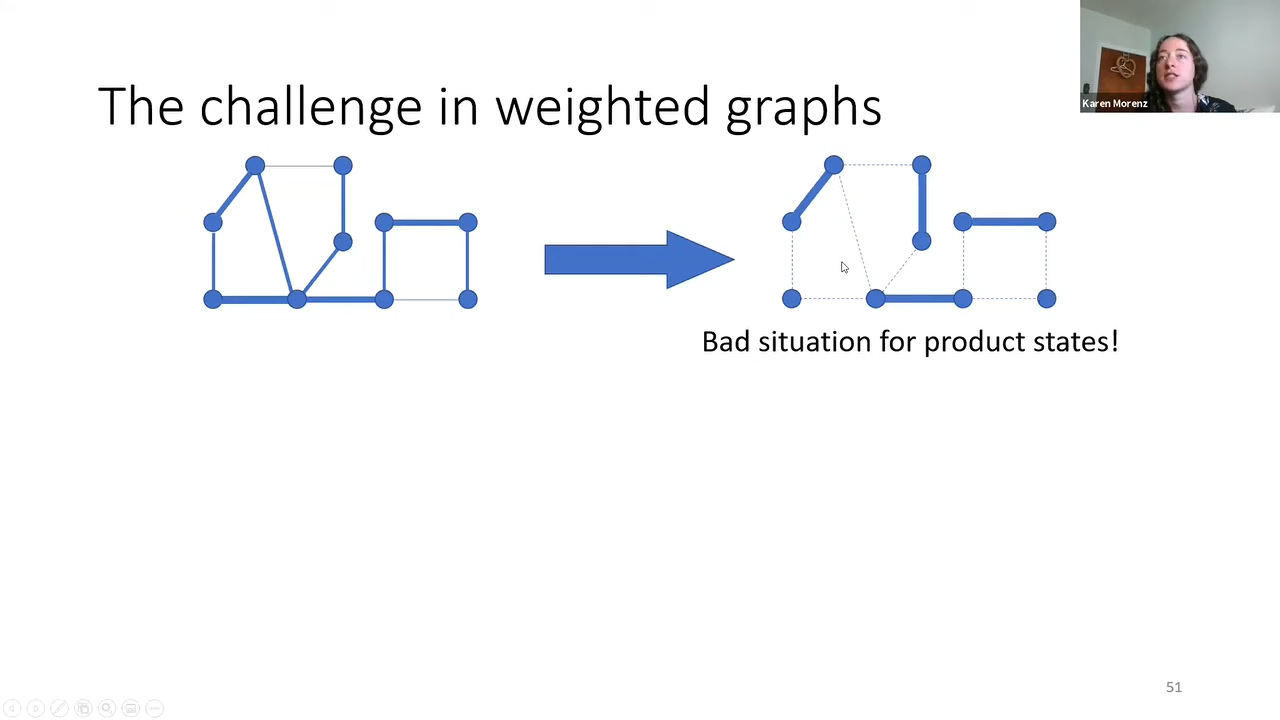 Karen Morenz
The challenge in weighted graphs
Bad situation for product states!
51